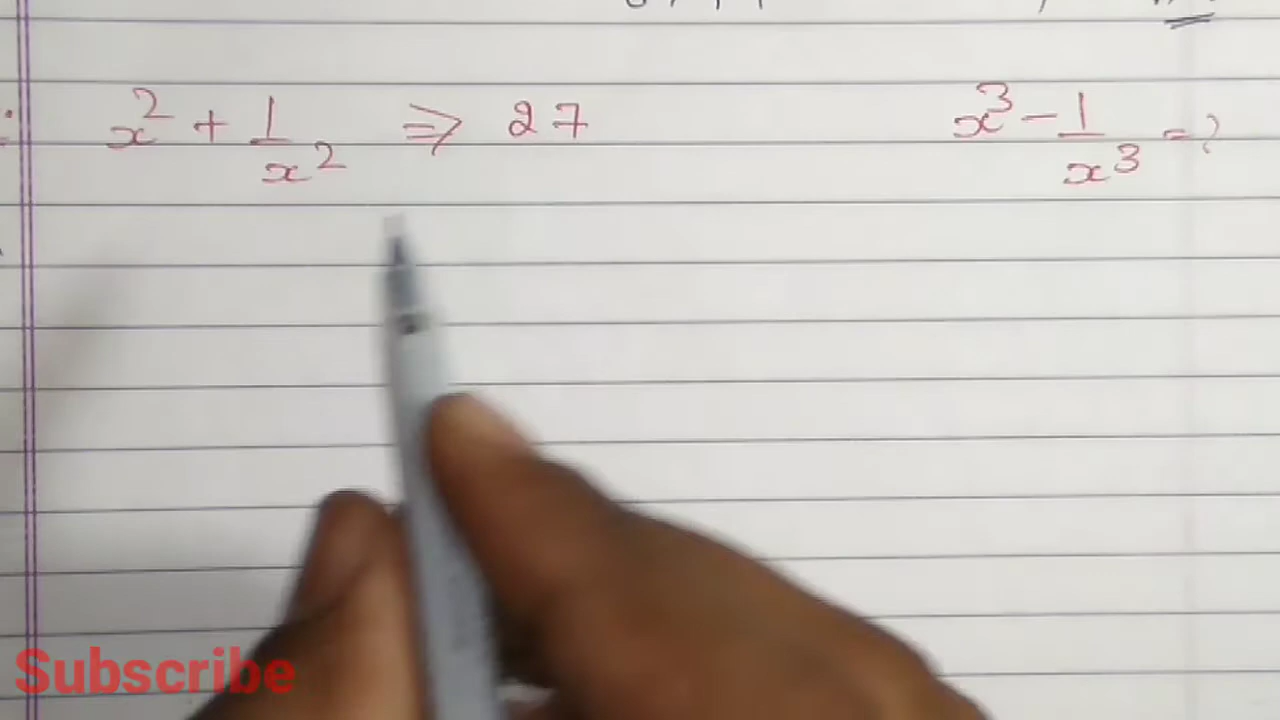 x² + 1/x² ⇒ 27 x³ - 1/x³ = ?
Subscribe